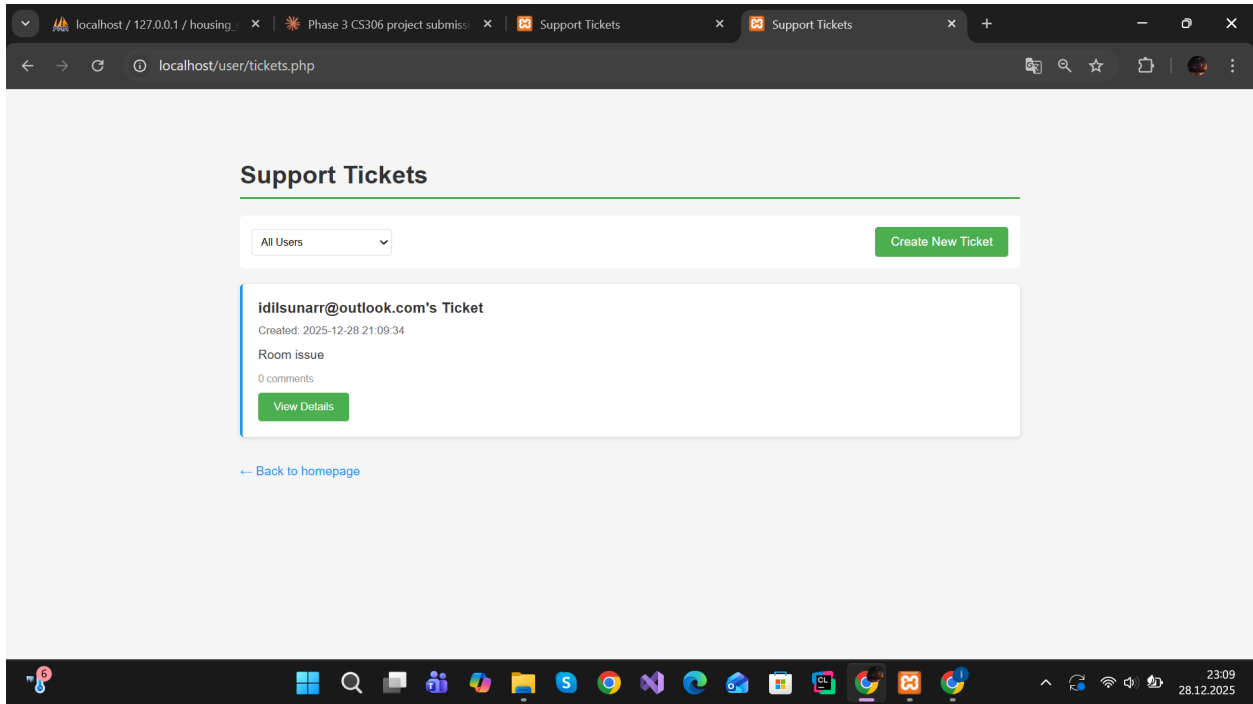 localhost / 127.0.0.1 / housing_
Phase 3 CS306 project submiss
Support Tickets
Support Tickets
localhost/user/tickets.php
Support Tickets
All Users
Create New Ticket
idilsunarr@outlook.com's Ticket
Created: 2025-12-28 21:09:34
Room issue
0 comments
View Details
← Back to homepage
6
CL
23:09
28.12.2025